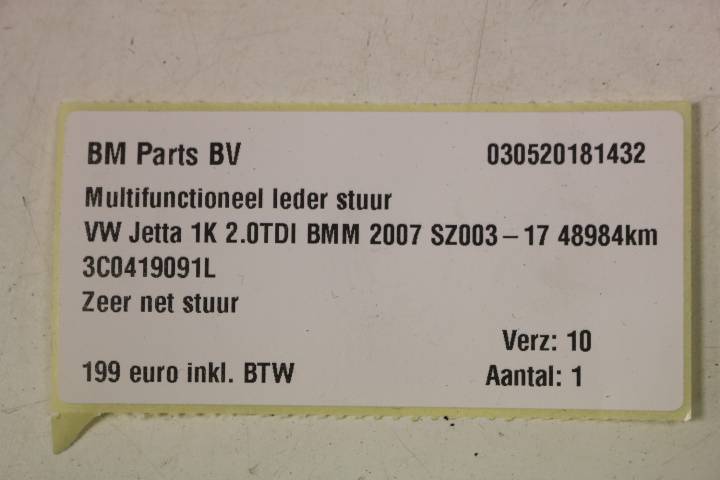 BM Parts BV 030520181432
Multifunctioneel leder stuur
VW Jetta 1K 2.0TDI BMM 2007 SZ003-17 48984km
3C0419091L
Zeer net stuur
Verz: 10
199 euro inkl. BTW Aantal: 1